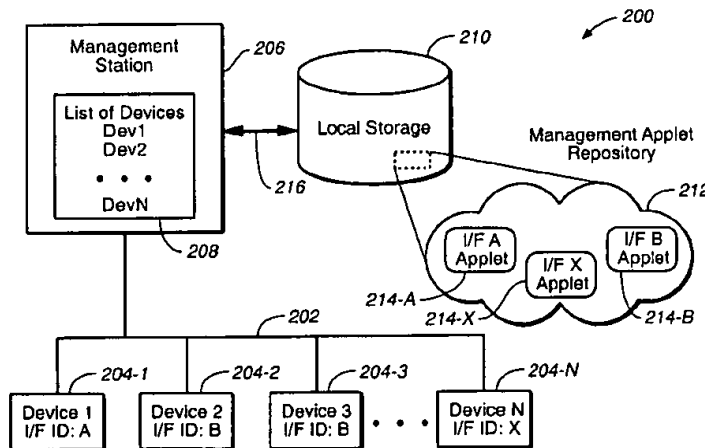 200
Management
Station
206
210
List of Devices
Dev1
Dev2
• • •
DevN
208
216
Local Storage
Management Applet
Repository
212
I/F A
Applet
I/F X
Applet
I/F B
Applet
214-A
214-X
214-B
202
204-1
204-2
204-3
204-N
Device 1
I/F ID: A
Device 2
I/F ID: B
Device 3
I/F ID: B
• • •
Device N
I/F ID: X